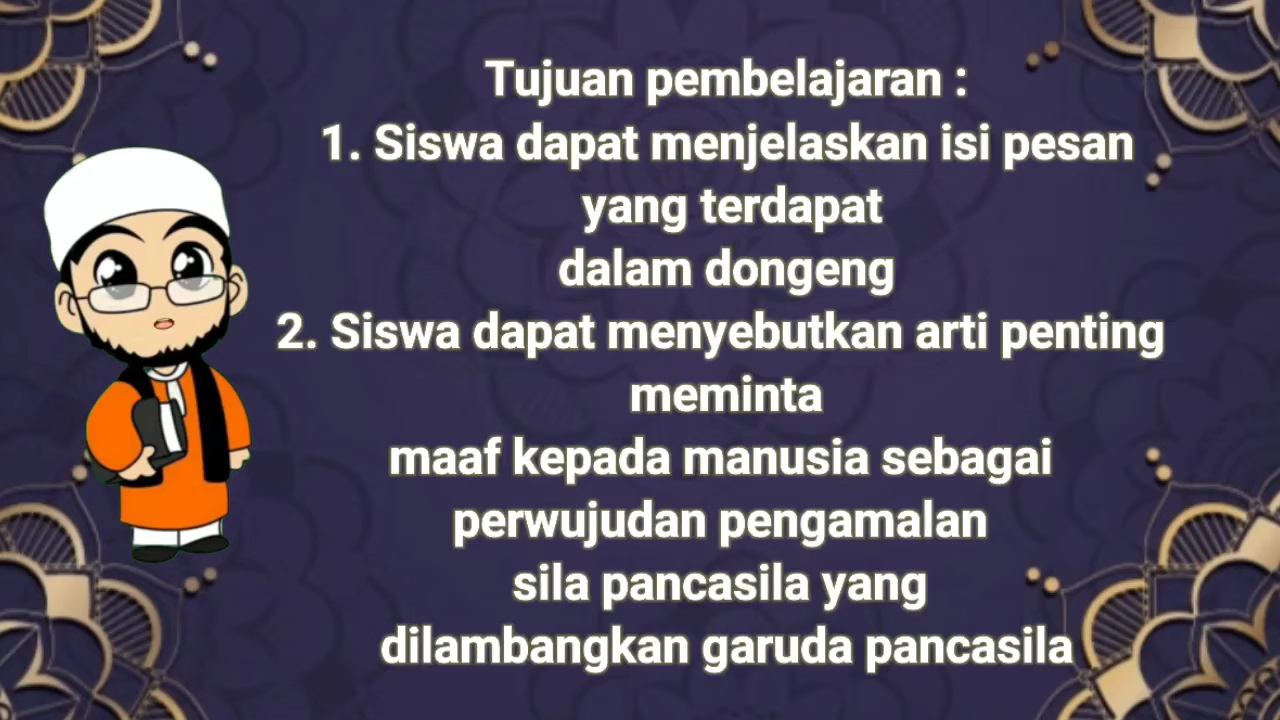 Tujuan pembelajaran :
1. Siswa dapat menjelaskan isi pesan
yang terdapat
dalam dongeng
2. Siswa dapat menyebutkan arti penting
meminta
maaf kepada manusia sebagai
perwujudan pengamalan
sila pancasila yang
dilambangkan garuda pancasila